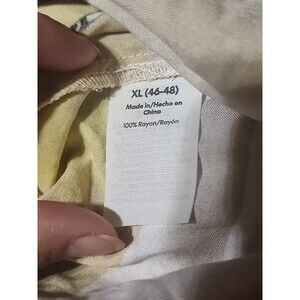 XL (46-48)
Made in/Hecho en
China
100% Rayon/Rayón